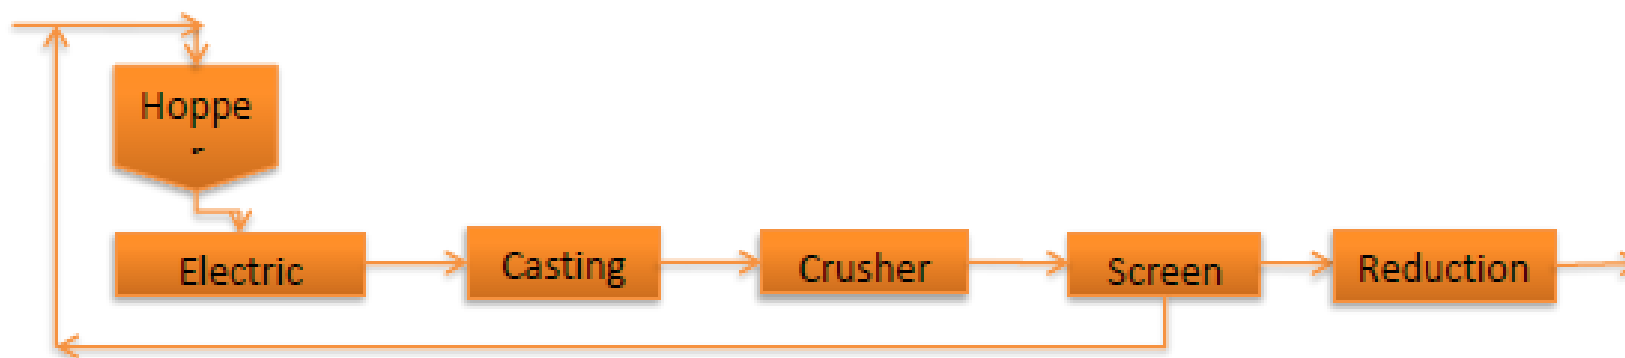 Hoppe
r
Electric
Casting
Crusher
Screen
Reduction